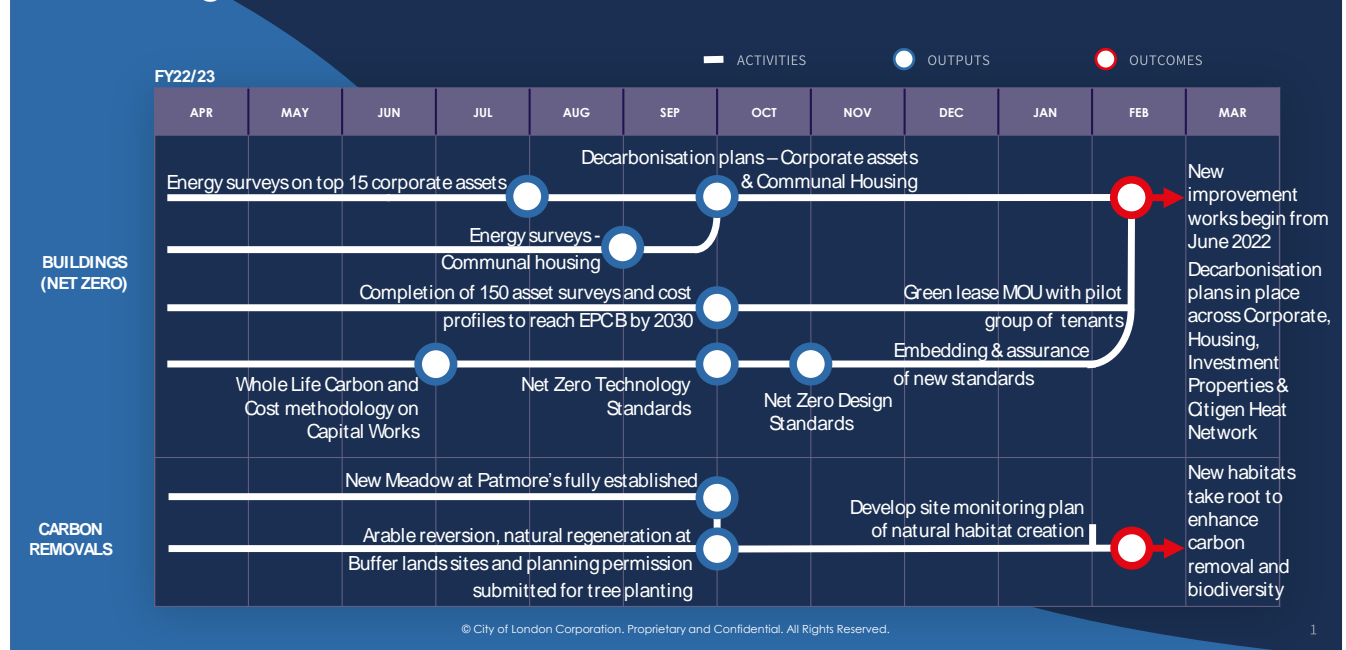 ACTIVITIES
OUTPUTS
OUTCOMES
FY22/23
APR
MAY
JUN
JUL
AUG
SEP
OCT
NOV
DEC
JAN
FEB
MAR
BUILDINGS
(NET ZERO)
Energy surveys on top 15 corporate assets
Decarbonisation plans – Corporate assets
& Communal Housing
Energy surveys -
Communal housing
Completion of 150 asset surveys and cost
profiles to reach EPCB by 2030
Green lease MOU with pilot
group of tenants
Whole Life Carbon and
Cost methodology on
Capital Works
Net Zero Technology
Standards
Net Zero Design
Standards
Embedding & assurance
of new standards
New
improvement
works begin from
June 2022
Decarbonisation
plans in place
across Corporate,
Housing,
Investment
Properties &
Citigen Heat
Network
CARBON
REMOVALS
New Meadow at Patmore's fully established
Arable reversion, natural regeneration at
Buffer lands sites and planning permission
submitted for tree planting
Develop site monitoring plan
of natural habitat creation
New habitats
take root to
enhance
carbon
removal and
biodiversity
© City of London Corporation. Proprietary and Confidential. All Rights Reserved.
1